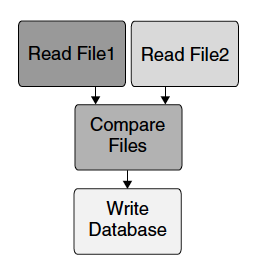 Read File1
Read File2
Compare
Files
Write
Database